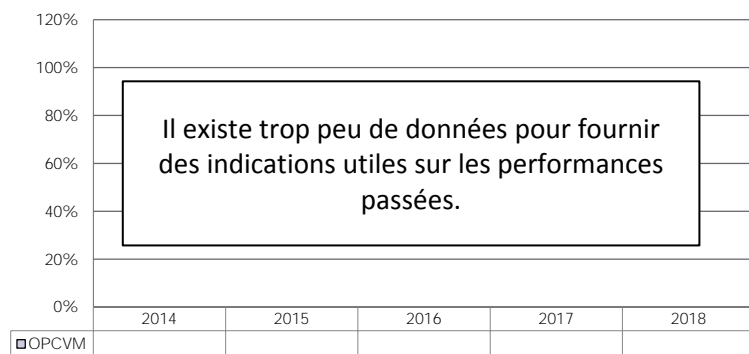 120%
100%
80%
60%
40%
20%
0%
Il existe trop peu de données pour fournir
des indications utiles sur les performances
passées.
2014 2015 2016 2017 2018
OPCVM